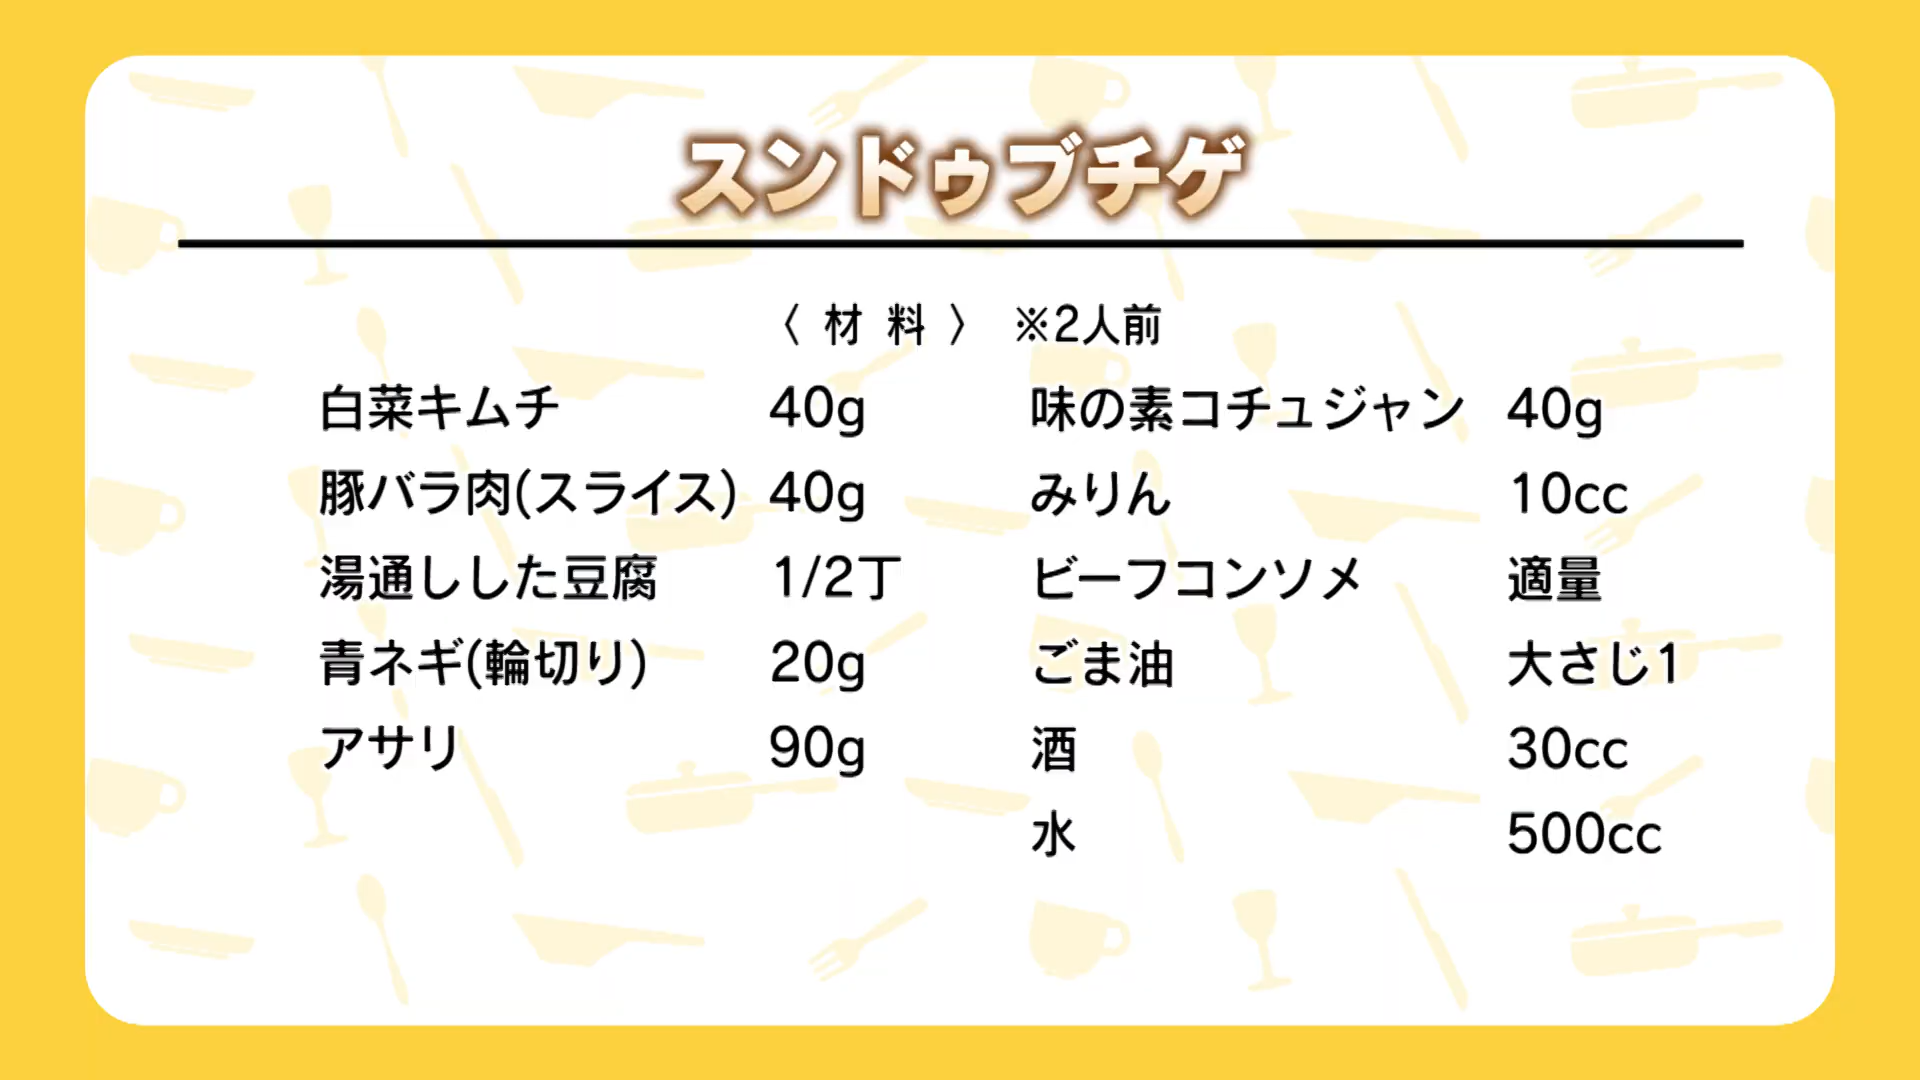 スンドゥブチゲ
〈 材 料 〉 ※2人前
白菜キムチ 40g
豚バラ肉(スライス) 40g
湯通しした豆腐 1/2丁
青ネギ(輪切り) 20g
アサリ 90g
味の素コチュジャン 40g
みりん 10cc
ビーフコンソメ 適量
ごま油 大さじ1
酒 30cc
水 500cc